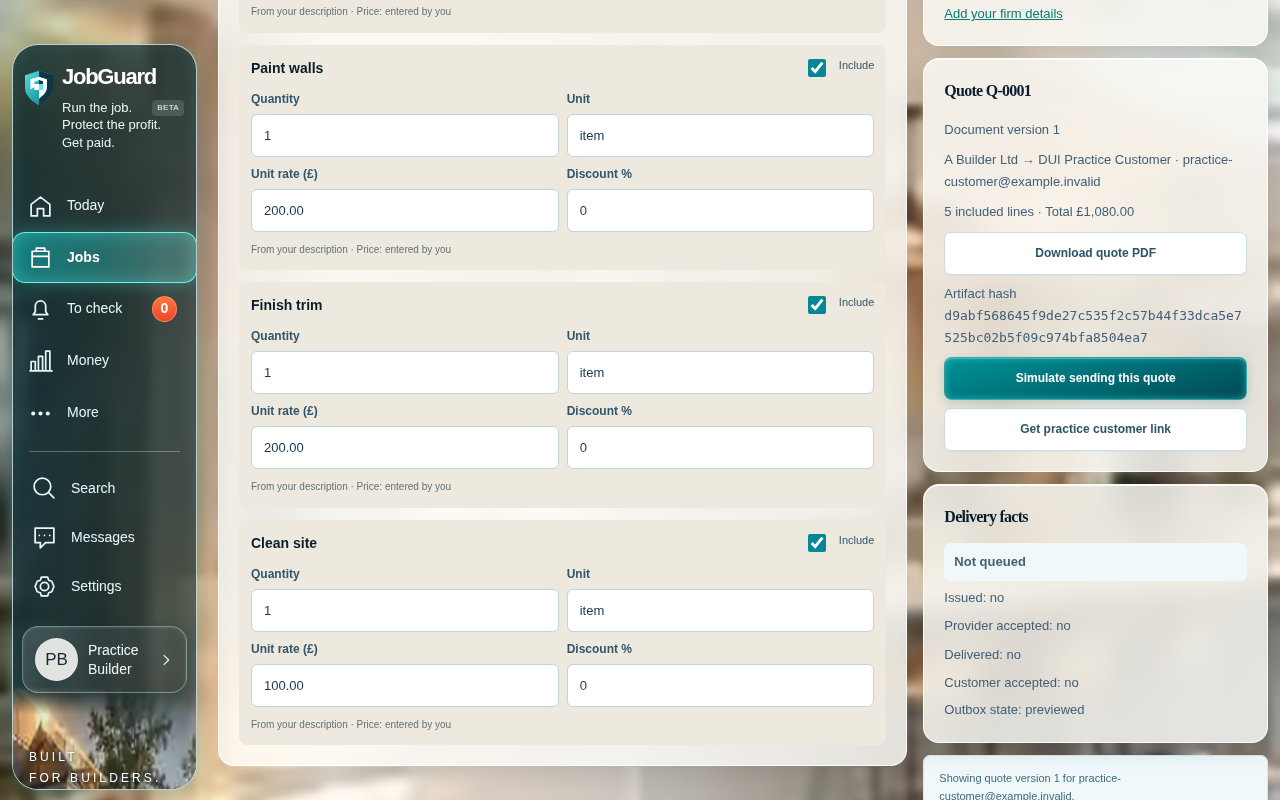 JobGuard
Run the job.
BETA
Protect the profit.
Get paid.
Today
Jobs
To check
0
Money
More
Search
Messages
Settings
PB
Practice
Builder
BUILT
FOR BUILDERS.
From your description · Price: entered by you
Paint walls
Include
Quantity
Unit
1
item
Unit rate (£)
Discount %
200.00
0
From your description · Price: entered by you
Finish trim
Include
Quantity
Unit
1
item
Unit rate (£)
Discount %
200.00
0
From your description · Price: entered by you
Clean site
Include
Quantity
Unit
1
item
Unit rate (£)
Discount %
100.00
0
From your description · Price: entered by you
Add your firm details
Quote Q-0001
Document version 1
A Builder Ltd → DUI Practice Customer · practice-
customer@example.invalid
5 included lines · Total £1,080.00
Download quote PDF
Artifact hash
d9abf568645f9de27c535f2c57b44f33dca5e7
525bc02b5f09c974bfa8504ea7
Simulate sending this quote
Get practice customer link
Delivery facts
Not queued
Issued: no
Provider accepted: no
Delivered: no
Customer accepted: no
Outbox state: previewed
Showing quote version 1 for practice-
customer@example.invalid.